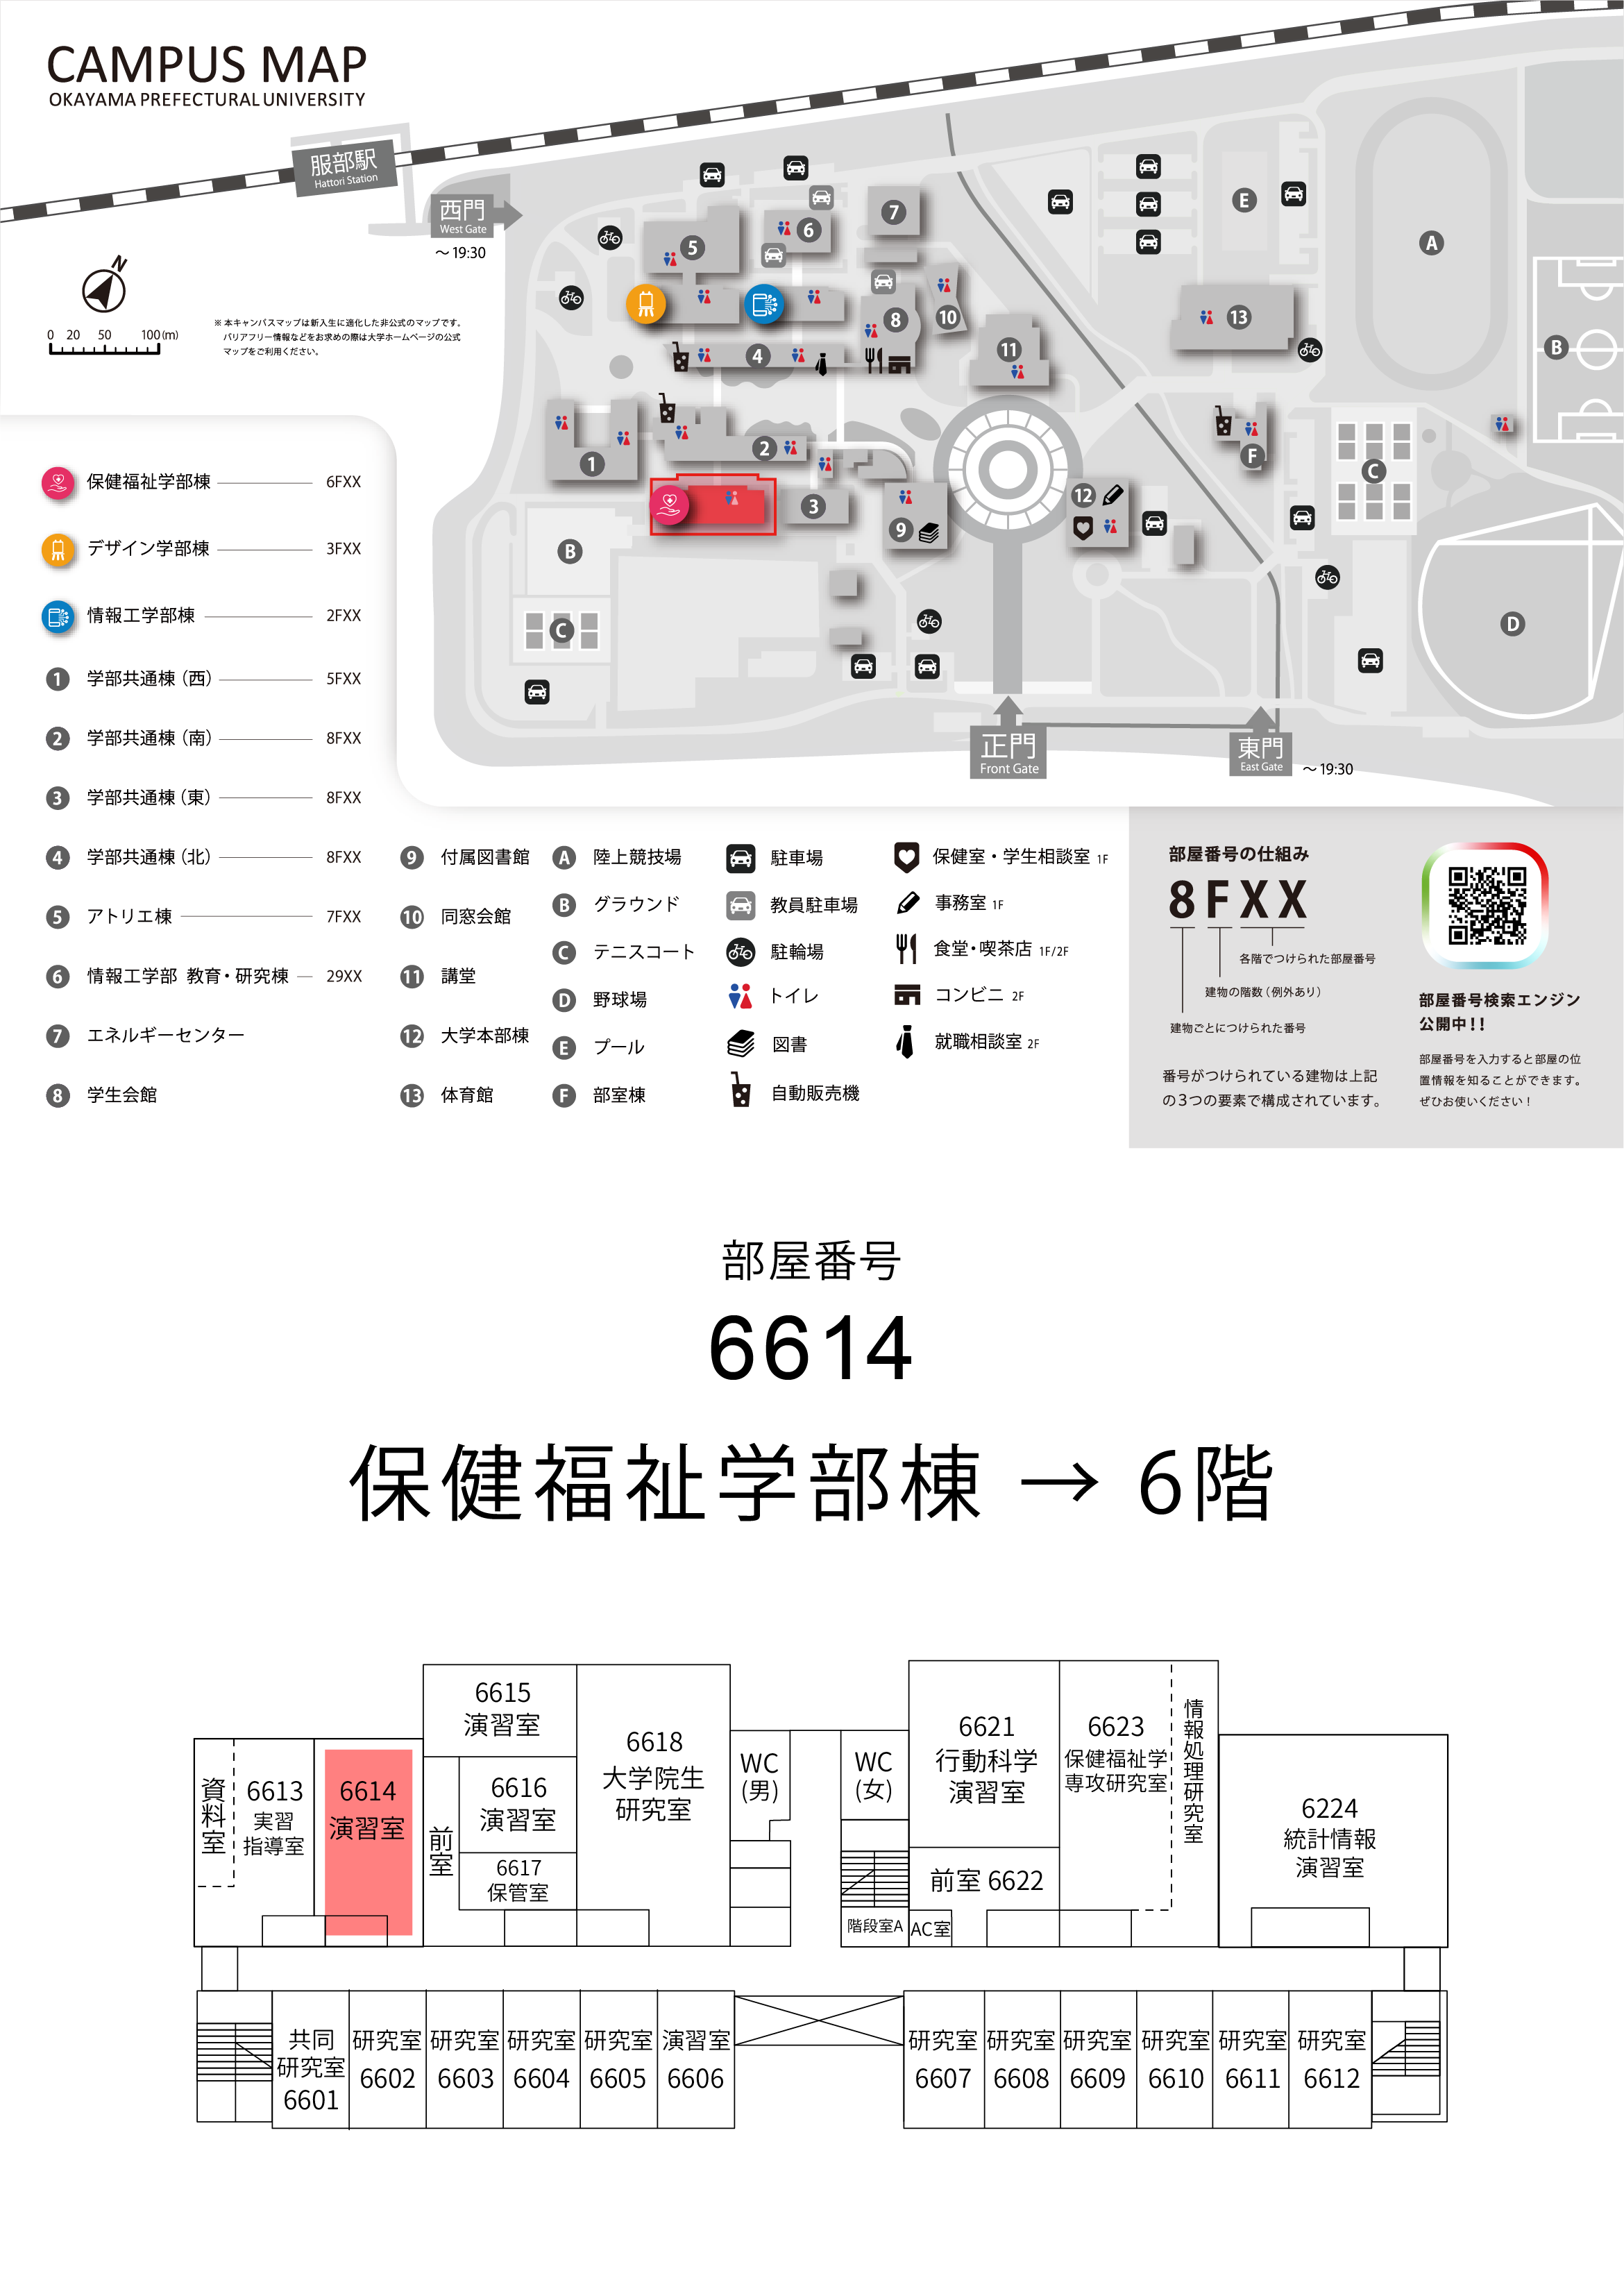 CAMPUS MAP
OKAYAMA PREFECTURAL UNIVERSITY
服部駅
Hattori Station
西門
West Gate
～19:30
N
0 20 50 100(m)
※ 本キャンパスマップは新入生に適化した非公式のマップです。
バリアフリー情報などをお求めの際は大学ホームページの公式
マップをご利用ください。
5
6
7
8
10
4
11
13
E
A
B
1
2
3
9
12
F
C
B
C
D
正門
Front Gate
東門
East Gate
～19:30
保健福祉学部棟 6FXX
デザイン学部棟 3FXX
情報工学部棟 2FXX
1 学部共通棟（西） 5FXX
2 学部共通棟（南） 8FXX
3 学部共通棟（東） 8FXX
4 学部共通棟（北） 8FXX
5 アトリエ棟 7FXX
6 情報工学部 教育・研究棟 29XX
7 エネルギーセンター
8 学生会館
9 付属図書館
10 同窓会館
11 講堂
12 大学本部棟
13 体育館
A 陸上競技場
B グラウンド
C テニスコート
D 野球場
E プール
F 部室棟
駐車場
教員駐車場
駐輪場
トイレ
図書
自動販売機
保健室・学生相談室 1F
事務室 1F
食堂・喫茶店 1F/2F
コンビニ 2F
就職相談室 2F
部屋番号の仕組み
8FXX
各階でつけられた部屋番号
建物の階数（例外あり）
建物ごとにつけられた番号
番号がつけられている建物は上記
の3つの要素で構成されています。
部屋番号検索エンジン
公開中！！
部屋番号を入力すると部屋の位
置情報を知ることができます。
ぜひお使いください！
部屋番号
6614
保健福祉学部棟 → 6階
資料室
6613
実習
指導室
6614
演習室
6615
演習室
前室
6616
演習室
6617
保管室
6618
大学院生
研究室
WC
(男)
WC
(女)
階段室A
AC室
6621
行動科学
演習室
前室 6622
6623
保健福祉学
専攻研究室
情報処理研究室
6224
統計情報
演習室
共同
研究室
6601
研究室
6602
研究室
6603
研究室
6604
研究室
6605
演習室
6606
研究室
6607
研究室
6608
研究室
6609
研究室
6610
研究室
6611
研究室
6612